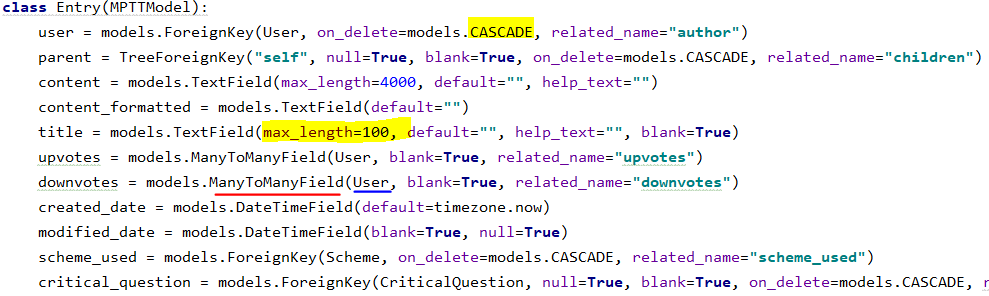 class Entry(MPTTModel):
    user = models.ForeignKey(User, on_delete=models.CASCADE, related_name="author")
    parent = TreeForeignKey("self", null=True, blank=True, on_delete=models.CASCADE, related_name="children")
    content = models.TextField(max_length=4000, default="", help_text="")
    content_formatted = models.TextField(default="")
    title = models.TextField(max_length=100, default="", help_text="", blank=True)
    upvotes = models.ManyToManyField(User, blank=True, related_name="upvotes")
    downvotes = models.ManyToManyField(User, blank=True, related_name="downvotes")
    created_date = models.DateTimeField(default=timezone.now)
    modified_date = models.DateTimeField(blank=True, null=True)
    scheme_used = models.ForeignKey(Scheme, on_delete=models.CASCADE, related_name="scheme_used")
    critical_question = models.ForeignKey(CriticalQuestion, null=True, blank=True, on_delete=models.CASCADE,